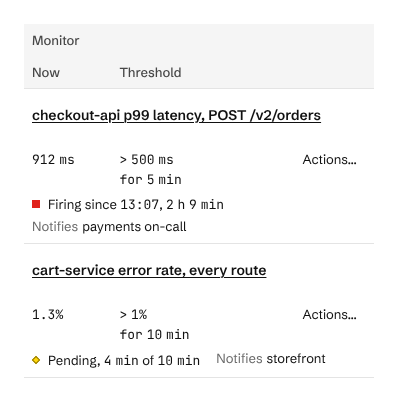 Monitor
Now Threshold
checkout-api p99 latency, POST /v2/orders
912 ms > 500 ms Actions…
for 5 min
Firing since 13:07, 2 h 9 min
Notifies payments on-call
cart-service error rate, every route
1.3% > 1% Actions…
for 10 min
Pending, 4 min of 10 min Notifies storefront